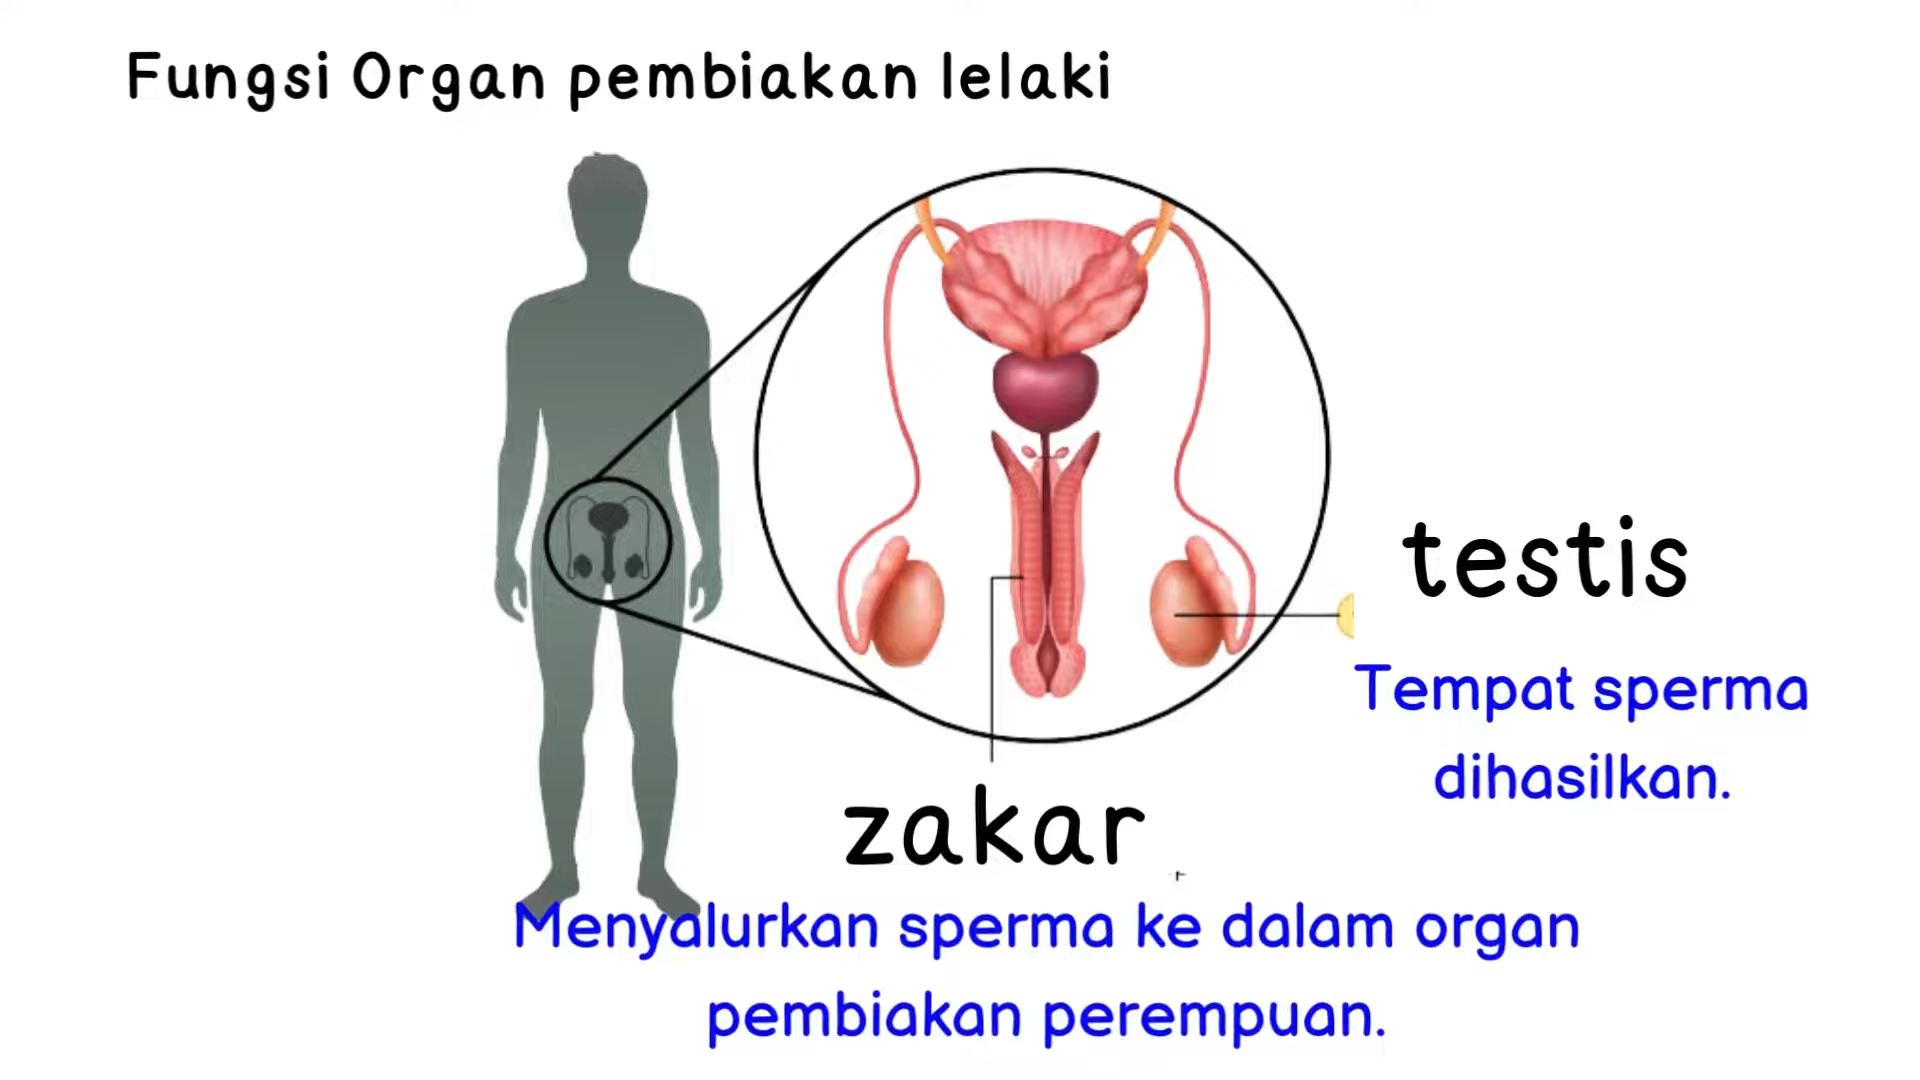 Fungsi Organ pembiakan lelaki
testis
Tempat sperma
dihasilkan.
zakar
Menyalurkan sperma ke dalam organ
pembiakan perempuan.